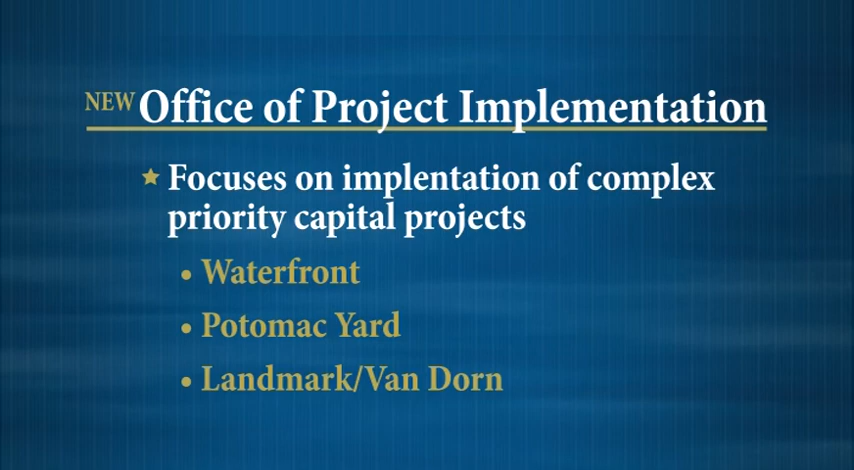 NEW Office of Project Implementation
Focuses on implentation of complex
priority capital projects
• Waterfront
• Potomac Yard
• Landmark/Van Dorn